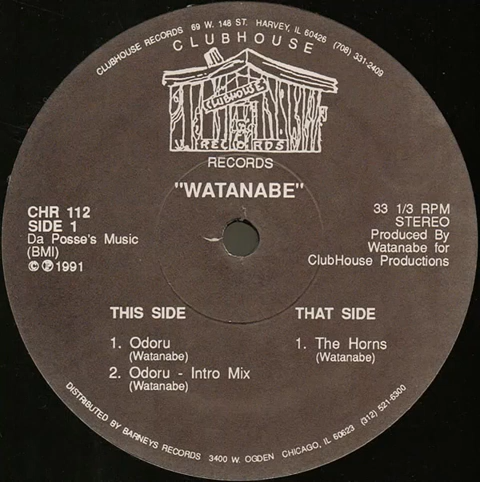 CLUBHOUSE RECORDS 69 W. 148 ST. HARVEY, IL 60426 (708) 331-2409
CLUBHOUSE
CLUBHOUSE
RECORDS
RECORDS
"WATANABE"
CHR 112
SIDE 1
Da Posse's Music
(BMI)
© ℗ 1991
33 1/3 RPM
STEREO
Produced By
Watanabe for
ClubHouse Productions
THIS SIDE
1. Odoru
(Watanabe)
2. Odoru - Intro Mix
(Watanabe)
THAT SIDE
1. The Horns
(Watanabe)
DISTRIBUTED BY BARNEYS RECORDS 3400 W. OGDEN CHICAGO, IL 60623 (312) 521-6300